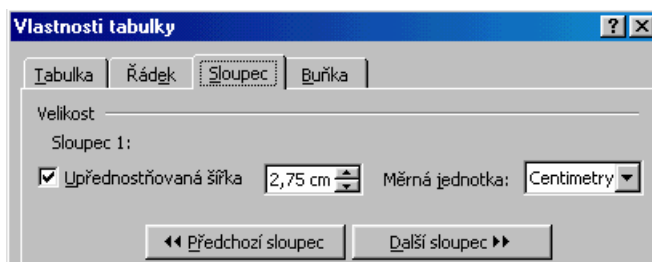 Vlastnosti tabulky
Tabulka Řádek Sloupec Buňka
Velikost
Sloupec 1:
Upřednostňovaná šířka 2,75 cm Měrná jednotka: Centimetry
Předchozí sloupec Další sloupec